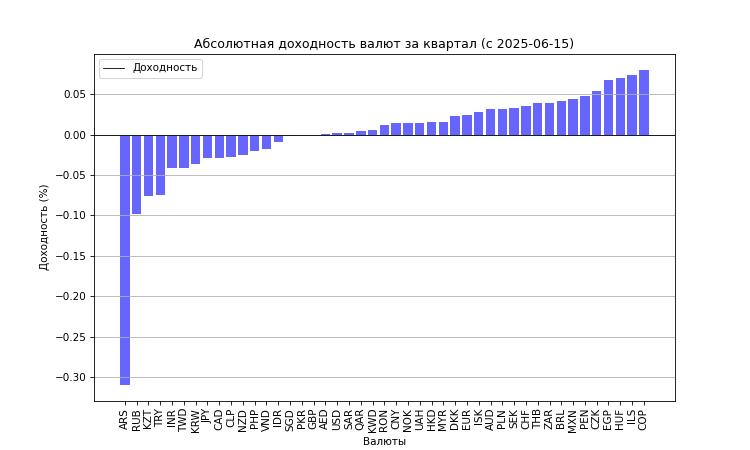 Абсолютная доходность валют за квартал (с 2025-06-15)
Доходность
0.05
0.00
−0.05
−0.10
−0.15
−0.20
−0.25
−0.30
Доходность (%)
ARS RUB KZT TRY INR TWD KRW JPY CAD CLP NZD PHP VND IDR SGD PKR GBP AED USD SAR QAR KWD RON CNY NOK UAH HKD MYR DKK EUR ISK AUD PLN SEK CHF THB ZAR BRL MXN PEN CZK EGP HUF ILS COP
Валюты